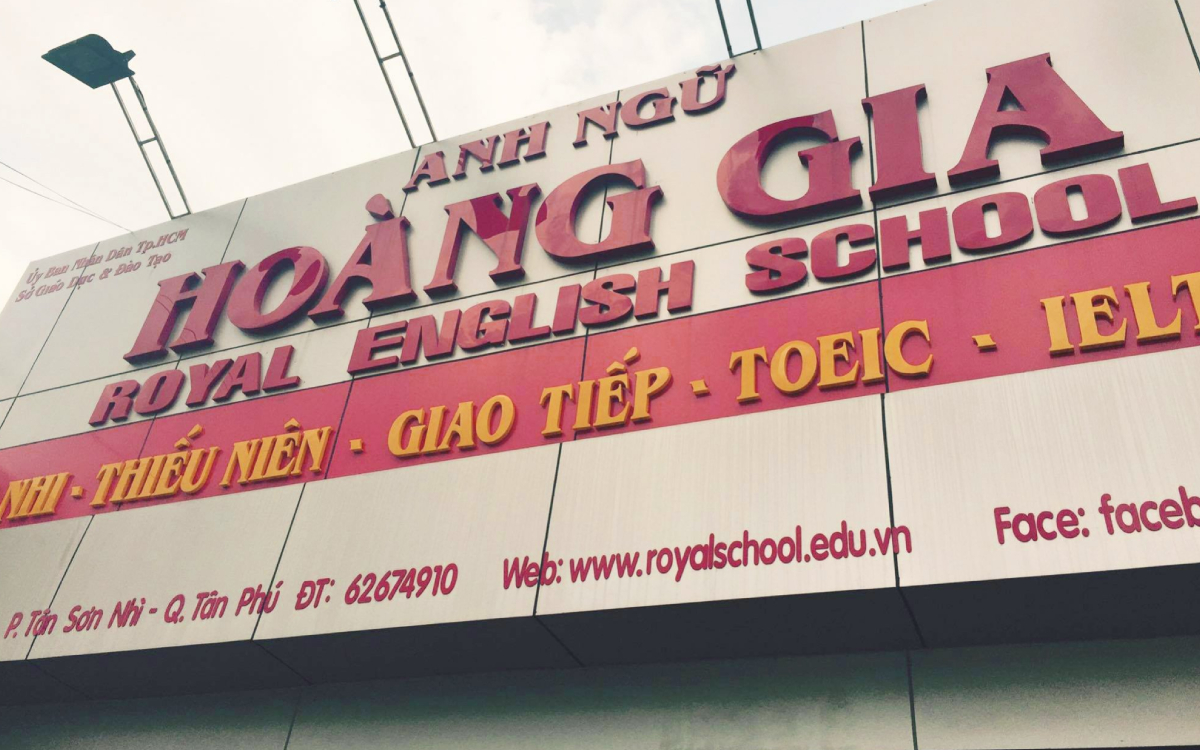 Ủy Ban Nhân Dân Tp.HCM
Sở Giáo Dục & Đào Tạo
ANH NGỮ
HOÀNG GIA
ROYAL ENGLISH SCHOOL
NHI - THIẾU NIÊN - GIAO TIẾP - TOEIC - IELT
P. Tân Sơn Nhì - Q. Tân Phú ĐT: 62674910 Web: www.royalschool.edu.vn Face: faceb